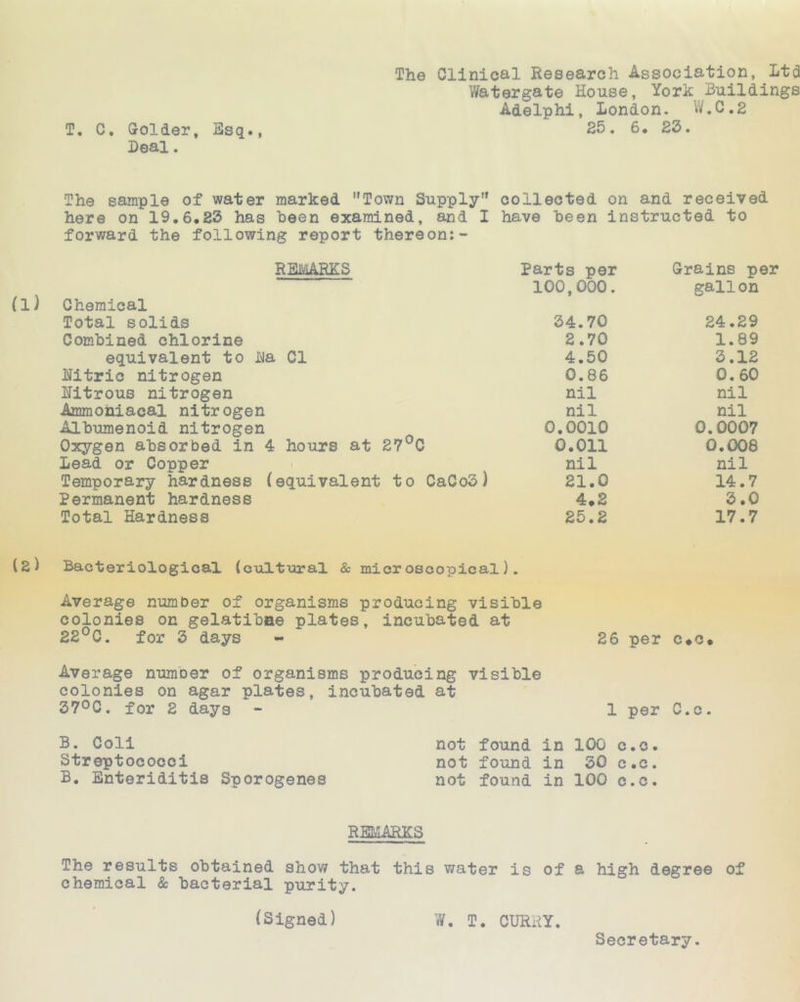 The Clinical Research Association, Ltd
Watergate House, York Buildings
Adelphi, London. W.C.2
T. C. Golder, Esq., 25. 6. 23.
Deal.
The sample of water marked "Town Supply" collected on and received
here on 19.6.23 has been examined, and I have been instructed to
forward the following report thereon:-
REMARKS Parts per Grains per
100,000. gallon
(1) Chemical
Total solids 34.70 24.29
Combined chlorine 2.70 1.89
equivalent to Na Cl 4.50 3.12
Nitric nitrogen 0.86 0.60
Nitrous nitrogen nil nil
Ammoniacal nitrogen nil nil
Albumenoid nitrogen 0.0010 0.0007
Oxygen absorbed in 4 hours at 27°C 0.011 0.008
Lead or Copper nil nil
Temporary hardness (equivalent to CaCo3) 21.0 14.7
Permanent hardness 4.2 3.0
Total Hardness 25.2 17.7
(2) Bacteriological (cultural & microscopical).
Average number of organisms producing visible
colonies on gelatibne plates, incubated at
22°C. for 3 days - 26 per c.c.
Average number of organisms producing visible
colonies on agar plates, incubated at
37°C. for 2 days - 1 per C.c.
B. Coli not found in 100 c.c.
Streptococci not found in 30 c.c.
B. Enteriditis Sporogenes not found in 100 c.c.
REMARKS
The results obtained show that this water is of a high degree of
chemical & bacterial purity.
(Signed) W. T. CURRY.
Secretary.